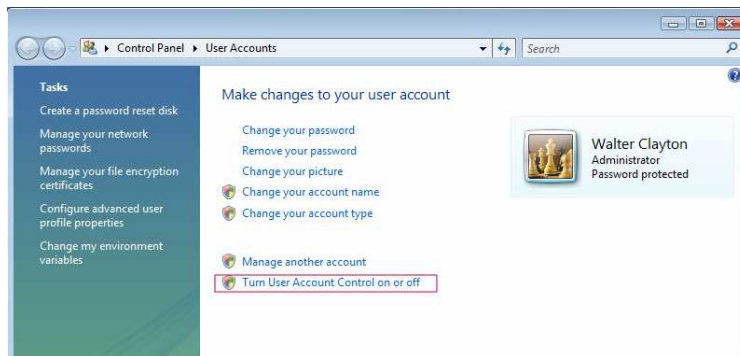 Control Panel ▸ User Accounts
Search
Tasks
Create a password reset disk
Manage your network
passwords
Manage your file encryption
certificates
Configure advanced user
profile properties
Change my environment
variables
Make changes to your user account
Change your password
Remove your password
Change your picture
Change your account name
Change your account type
Manage another account
Turn User Account Control on or off
Walter Clayton
Administrator
Password protected